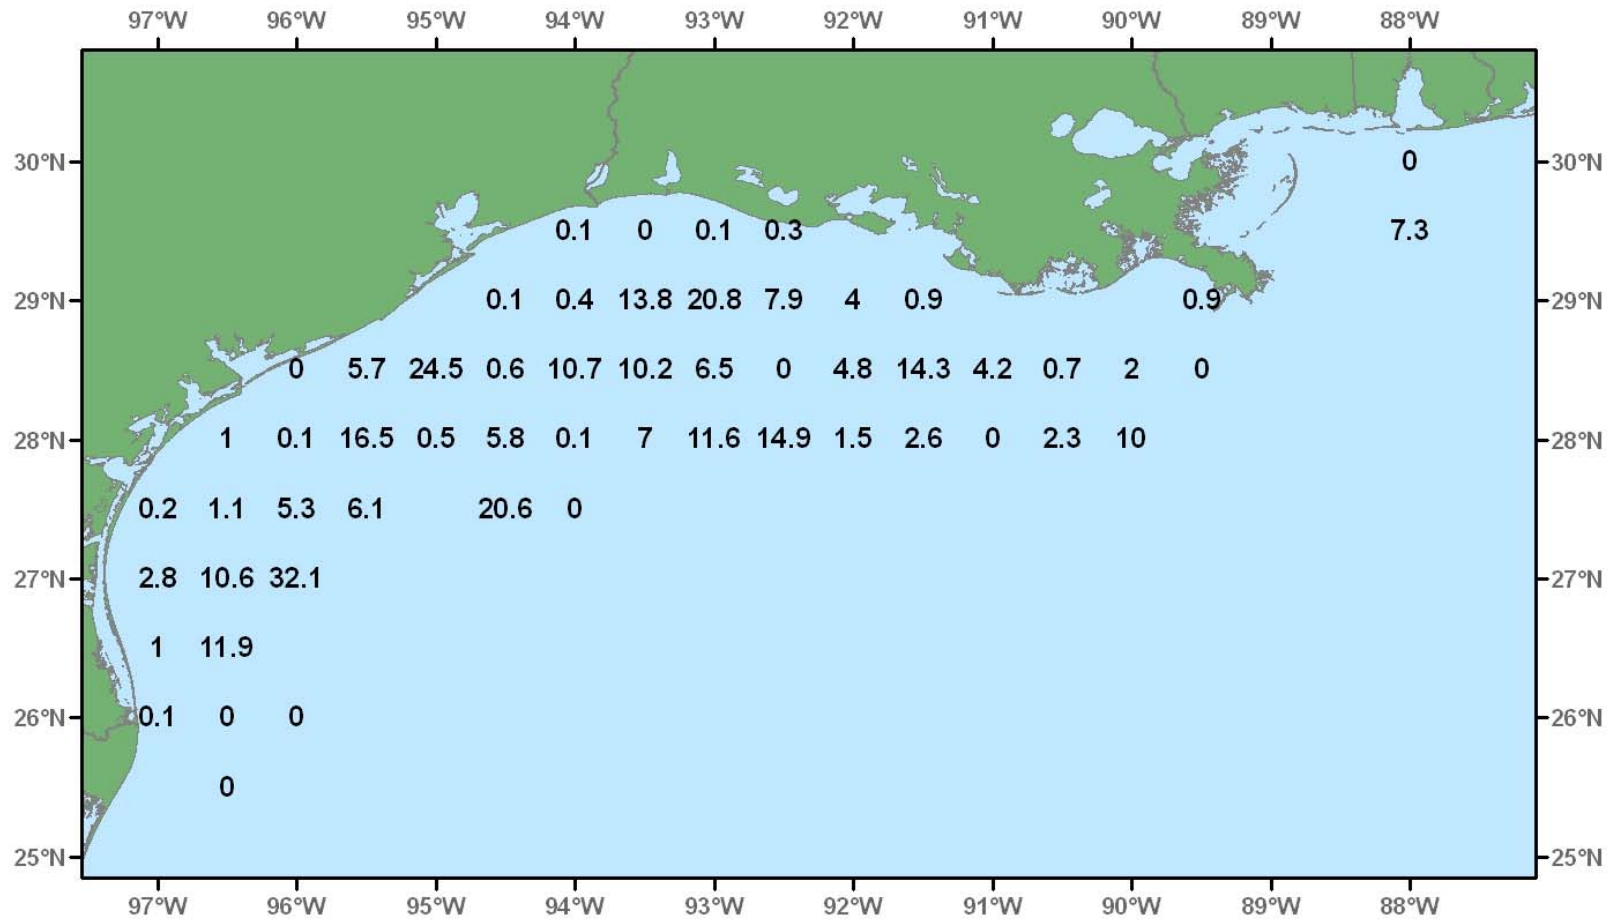 97°W 96°W 95°W 94°W 93°W 92°W 91°W 90°W 89°W 88°W
30°N 0 30°N
0.1 0 0.1 0.3 7.3
29°N 0.1 0.4 13.8 20.8 7.9 4 0.9 0.9 29°N
0 5.7 24.5 0.6 10.7 10.2 6.5 0 4.8 14.3 4.2 0.7 2 0
28°N 1 0.1 16.5 0.5 5.8 0.1 7 11.6 14.9 1.5 2.6 0 2.3 10 28°N
0.2 1.1 5.3 6.1 20.6 0
27°N 2.8 10.6 32.1 27°N
1 11.9
26°N 0.1 0 0 26°N
0
25°N 25°N
97°W 96°W 95°W 94°W 93°W 92°W 91°W 90°W 89°W 88°W